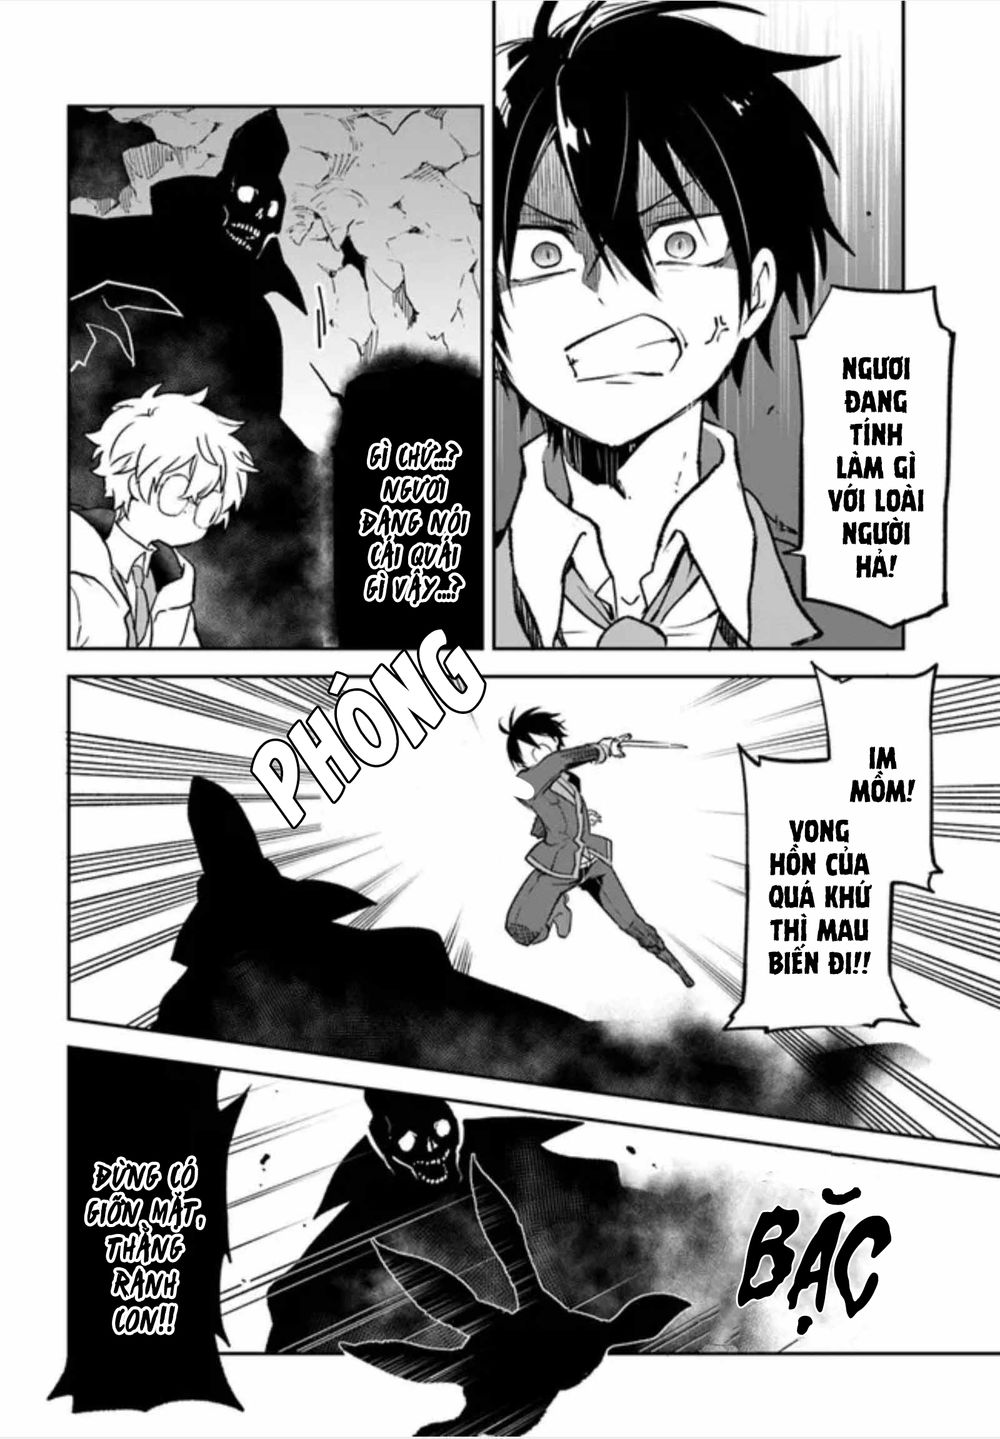 NGƯƠI
ĐANG
TÍNH
LÀM GÌ
VỚI LOÀI
NGƯỜI
HẢ!
GÌ CHỨ...?
NGƯƠI
ĐANG NÓI
CÁI QUÁI
GÌ VẬY...?
PHÓNG
IM
MỒM!
VONG
HỒN CỦA
QUÁ KHỨ
THÌ MAU
BIẾN ĐI!!
ĐỪNG CÓ
GIỠN MẶT,
THẰNG
RANH
CON!!
BẶC